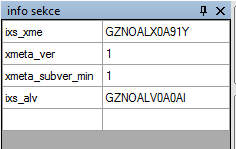 info sekce
ixs_xme GZNOALX0A91Y
xmeta_ver 1
xmeta_subver_min 1
ixs_alv GZNOALV0A0AI